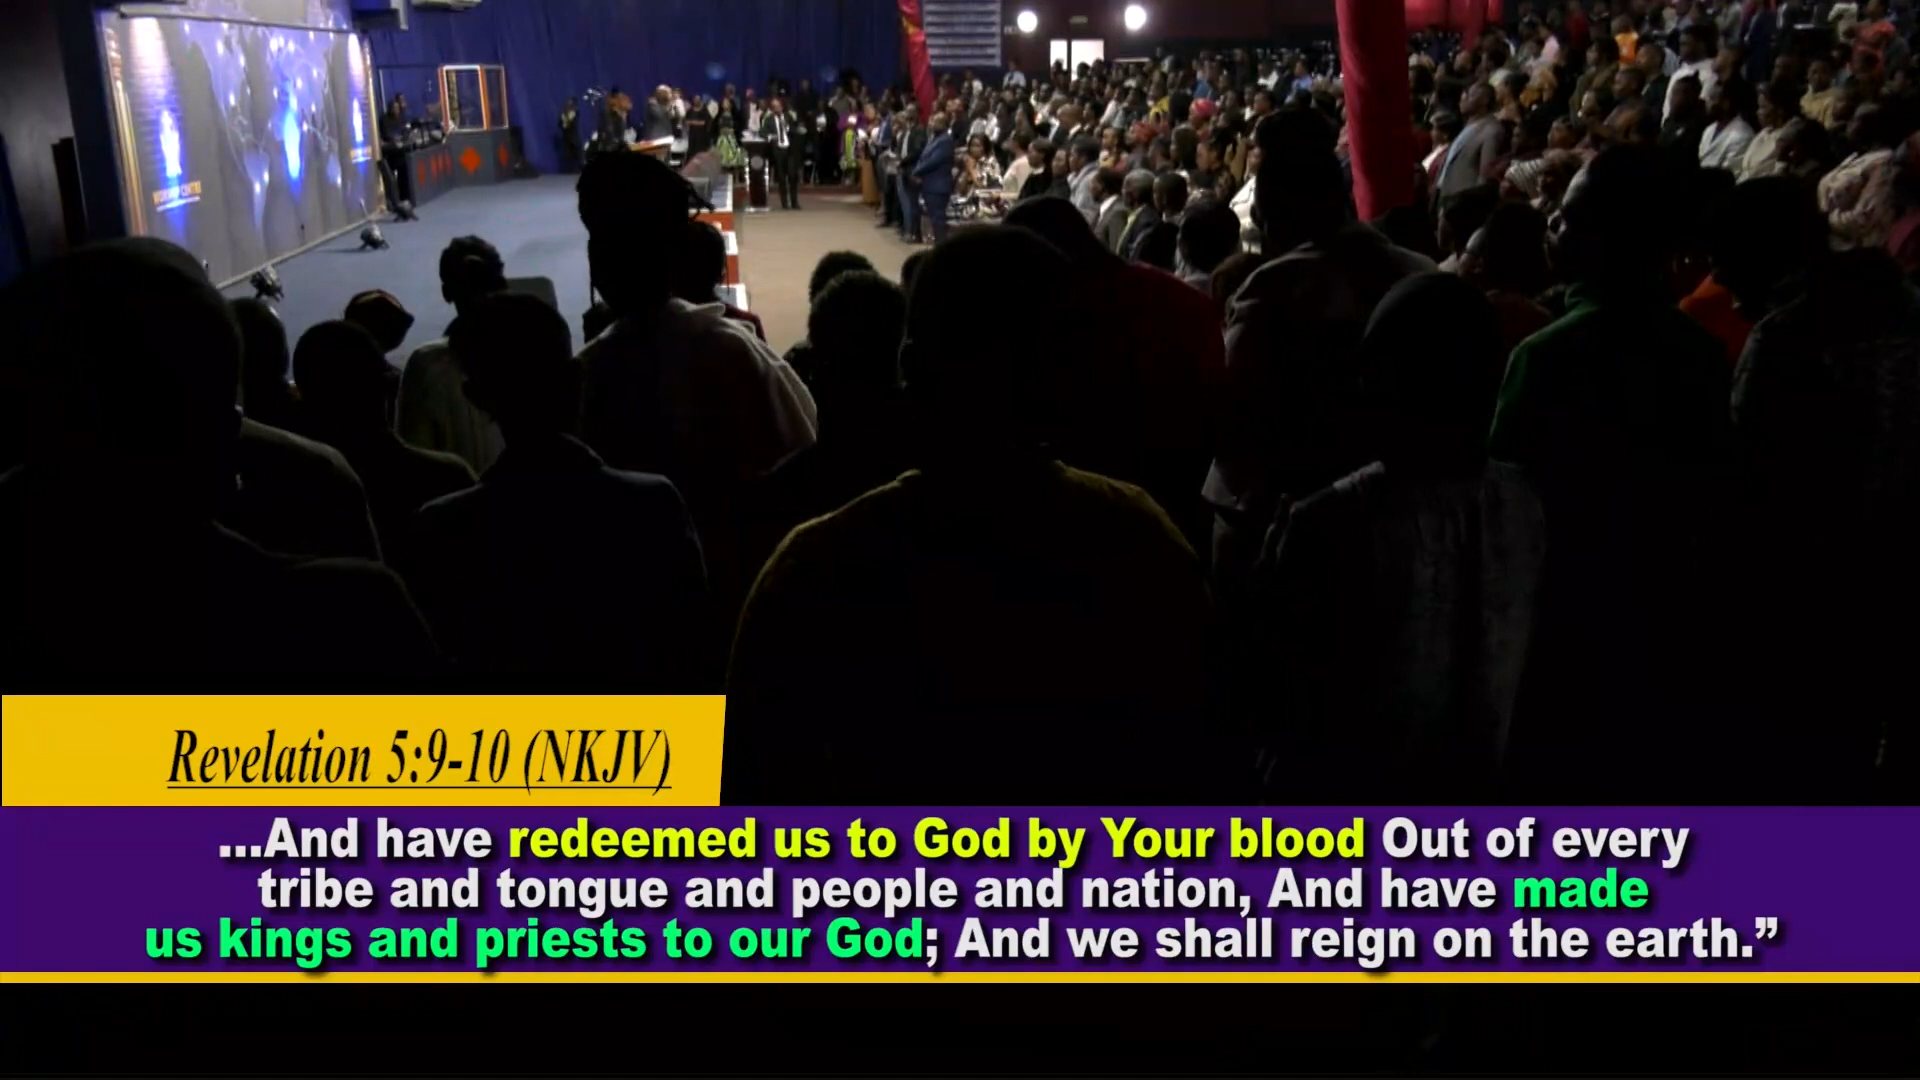 WORSHIP CENTRE
Revelation 5:9-10 (NKJV)
...And have redeemed us to God by Your blood Out of every
tribe and tongue and people and nation, And have made
us kings and priests to our God; And we shall reign on the earth.”